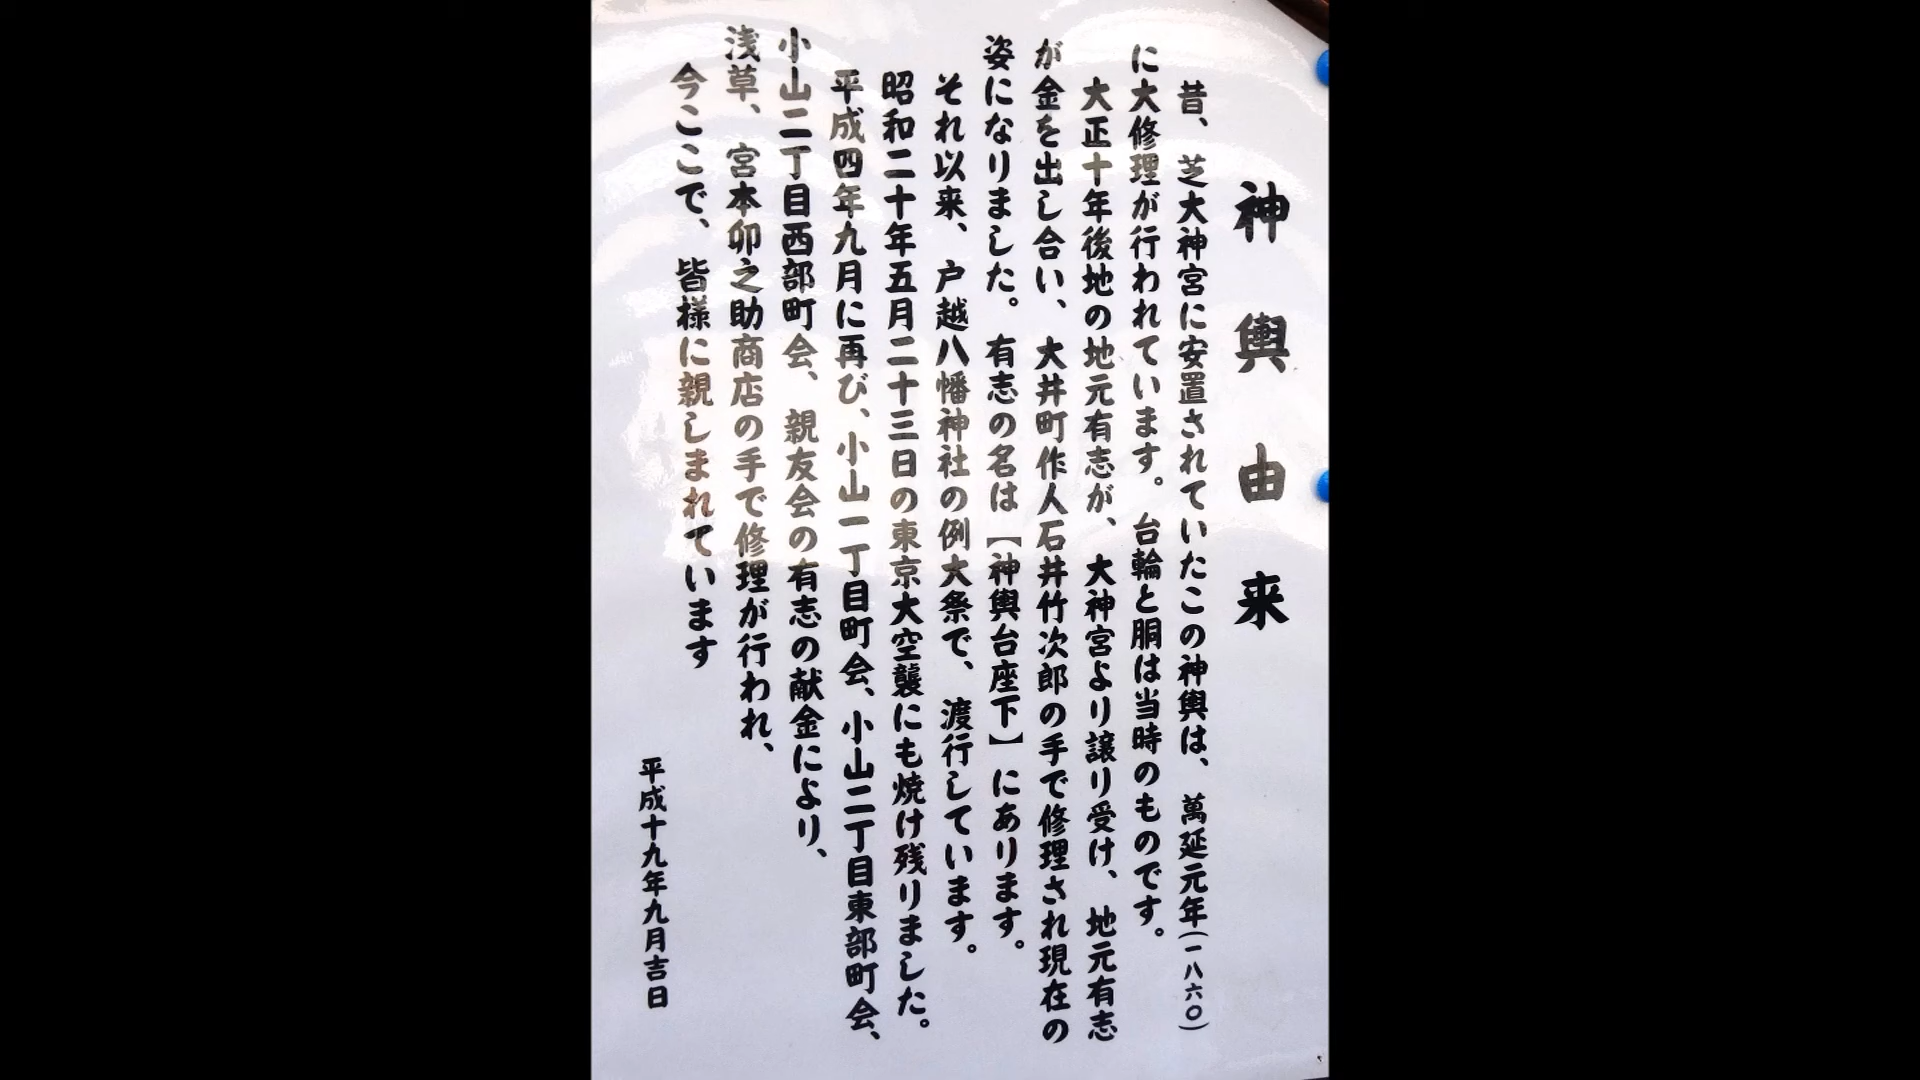 神輿由来
昔、芝大神宮に安置されていたこの神輿は、萬延元年(一八六〇)
に大修理が行われています。台輪と胴は当時のものです。
大正十年後地の地元有志が、大神宮より譲り受け、地元有志
が金を出し合い、大井町作人石井竹次郎の手で修理され現在の
姿になりました。有志の名は【神輿台座下】にあります。
それ以来、戸越八幡神社の例大祭で、渡行しています。
昭和二十年五月二十三日の東京大空襲にも焼け残りました。
平成四年九月に再び、小山一丁目町会、小山二丁目東部町会、
小山二丁目西部町会、親友会の有志の献金により、
浅草、宮本卯之助商店の手で修理が行われ、
今ここで、皆様に親しまれています
平成十九年九月吉日